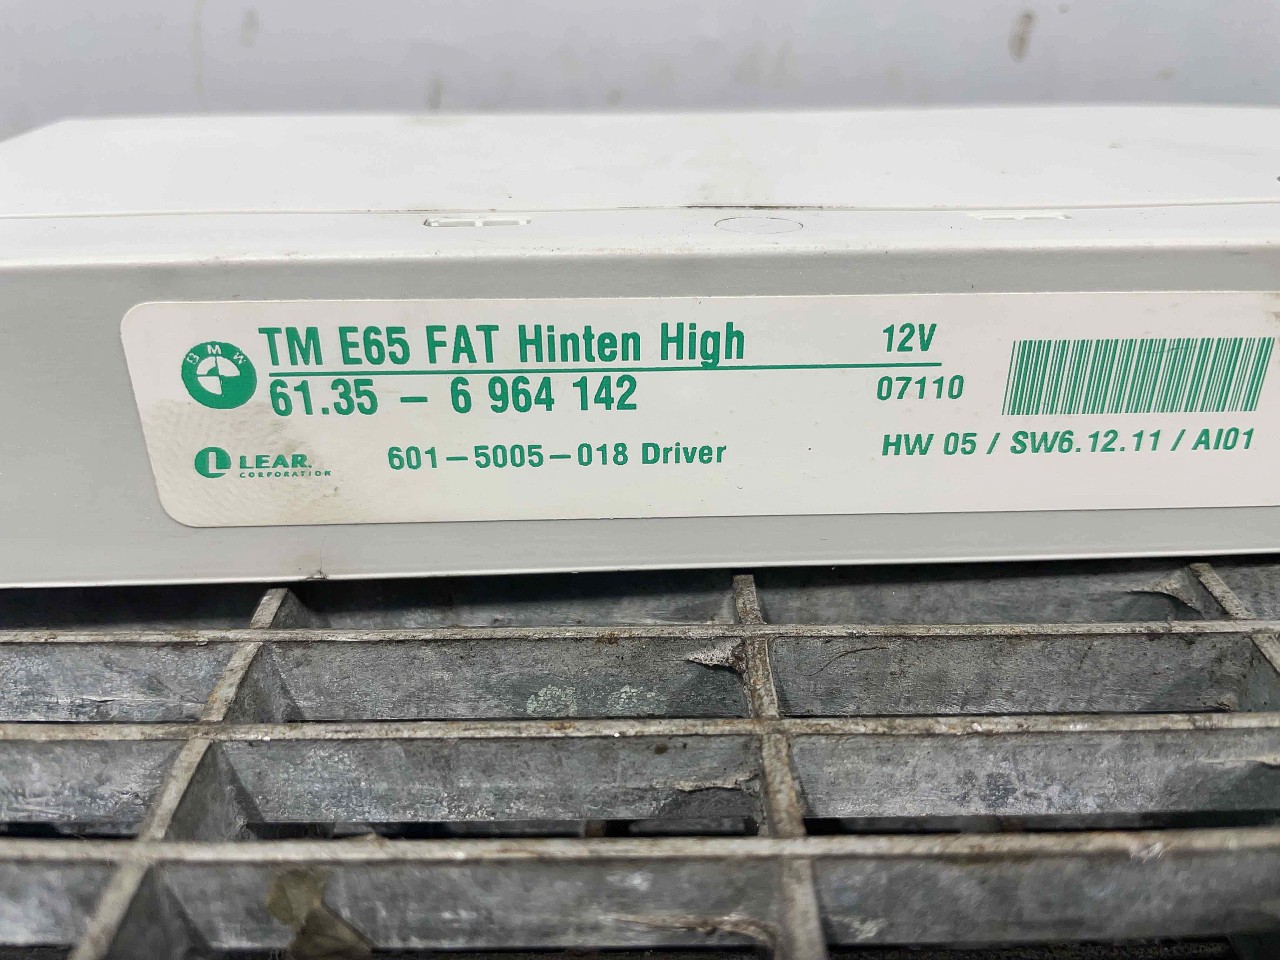 BMW
TM E65 FAT Hinten High
12V
61.35 - 6 964 142
07110
LEAR.
CORPORATION
601-5005-018 Driver
HW 05 / SW6.12.11 / AI01